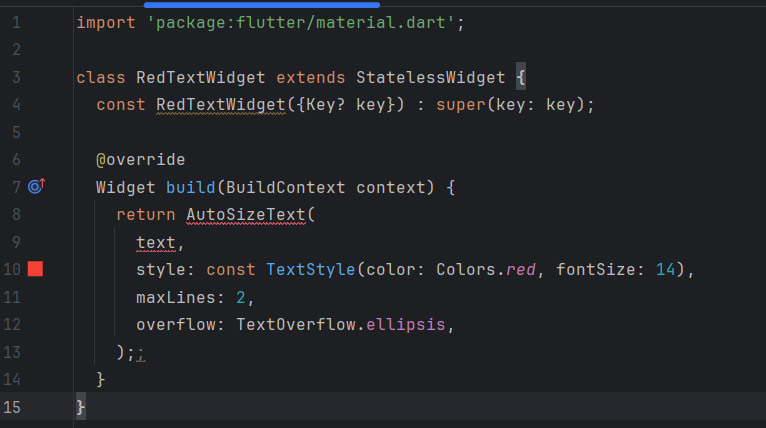 1 import 'package:flutter/material.dart';
2
3 class RedTextWidget extends StatelessWidget {
4 const RedTextWidget({Key? key}) : super(key: key);
5
6 @override
7 Widget build(BuildContext context) {
8 return AutoSizeText(
9 text,
10 style: const TextStyle(color: Colors.red, fontSize: 14),
11 maxLines: 2,
12 overflow: TextOverflow.ellipsis,
13 );;
14 }
15 }